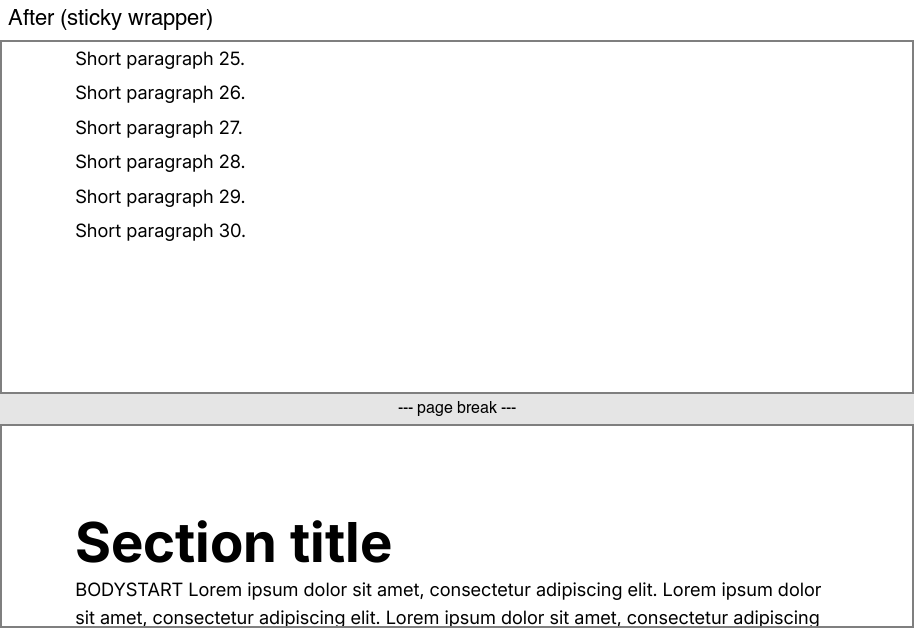 After (sticky wrapper)
Short paragraph 25.
Short paragraph 26.
Short paragraph 27.
Short paragraph 28.
Short paragraph 29.
Short paragraph 30.
--- page break ---
Section title
BODYSTART Lorem ipsum dolor sit amet, consectetur adipiscing elit. Lorem ipsum dolor
sit amet, consectetur adipiscing elit. Lorem ipsum dolor sit amet, consectetur adipiscing